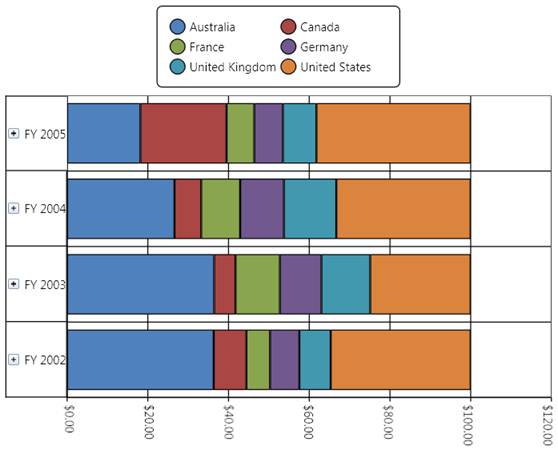 Australia Canada
France Germany
United Kingdom United States
FY 2005
FY 2004
FY 2003
FY 2002
$0.00 $20.00 $40.00 $60.00 $80.00 $100.00 $120.00